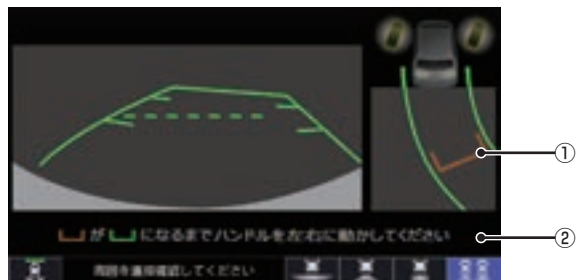 ①
が になるまでハンドルを左右に動かしてください ②
周囲を直接確認してください